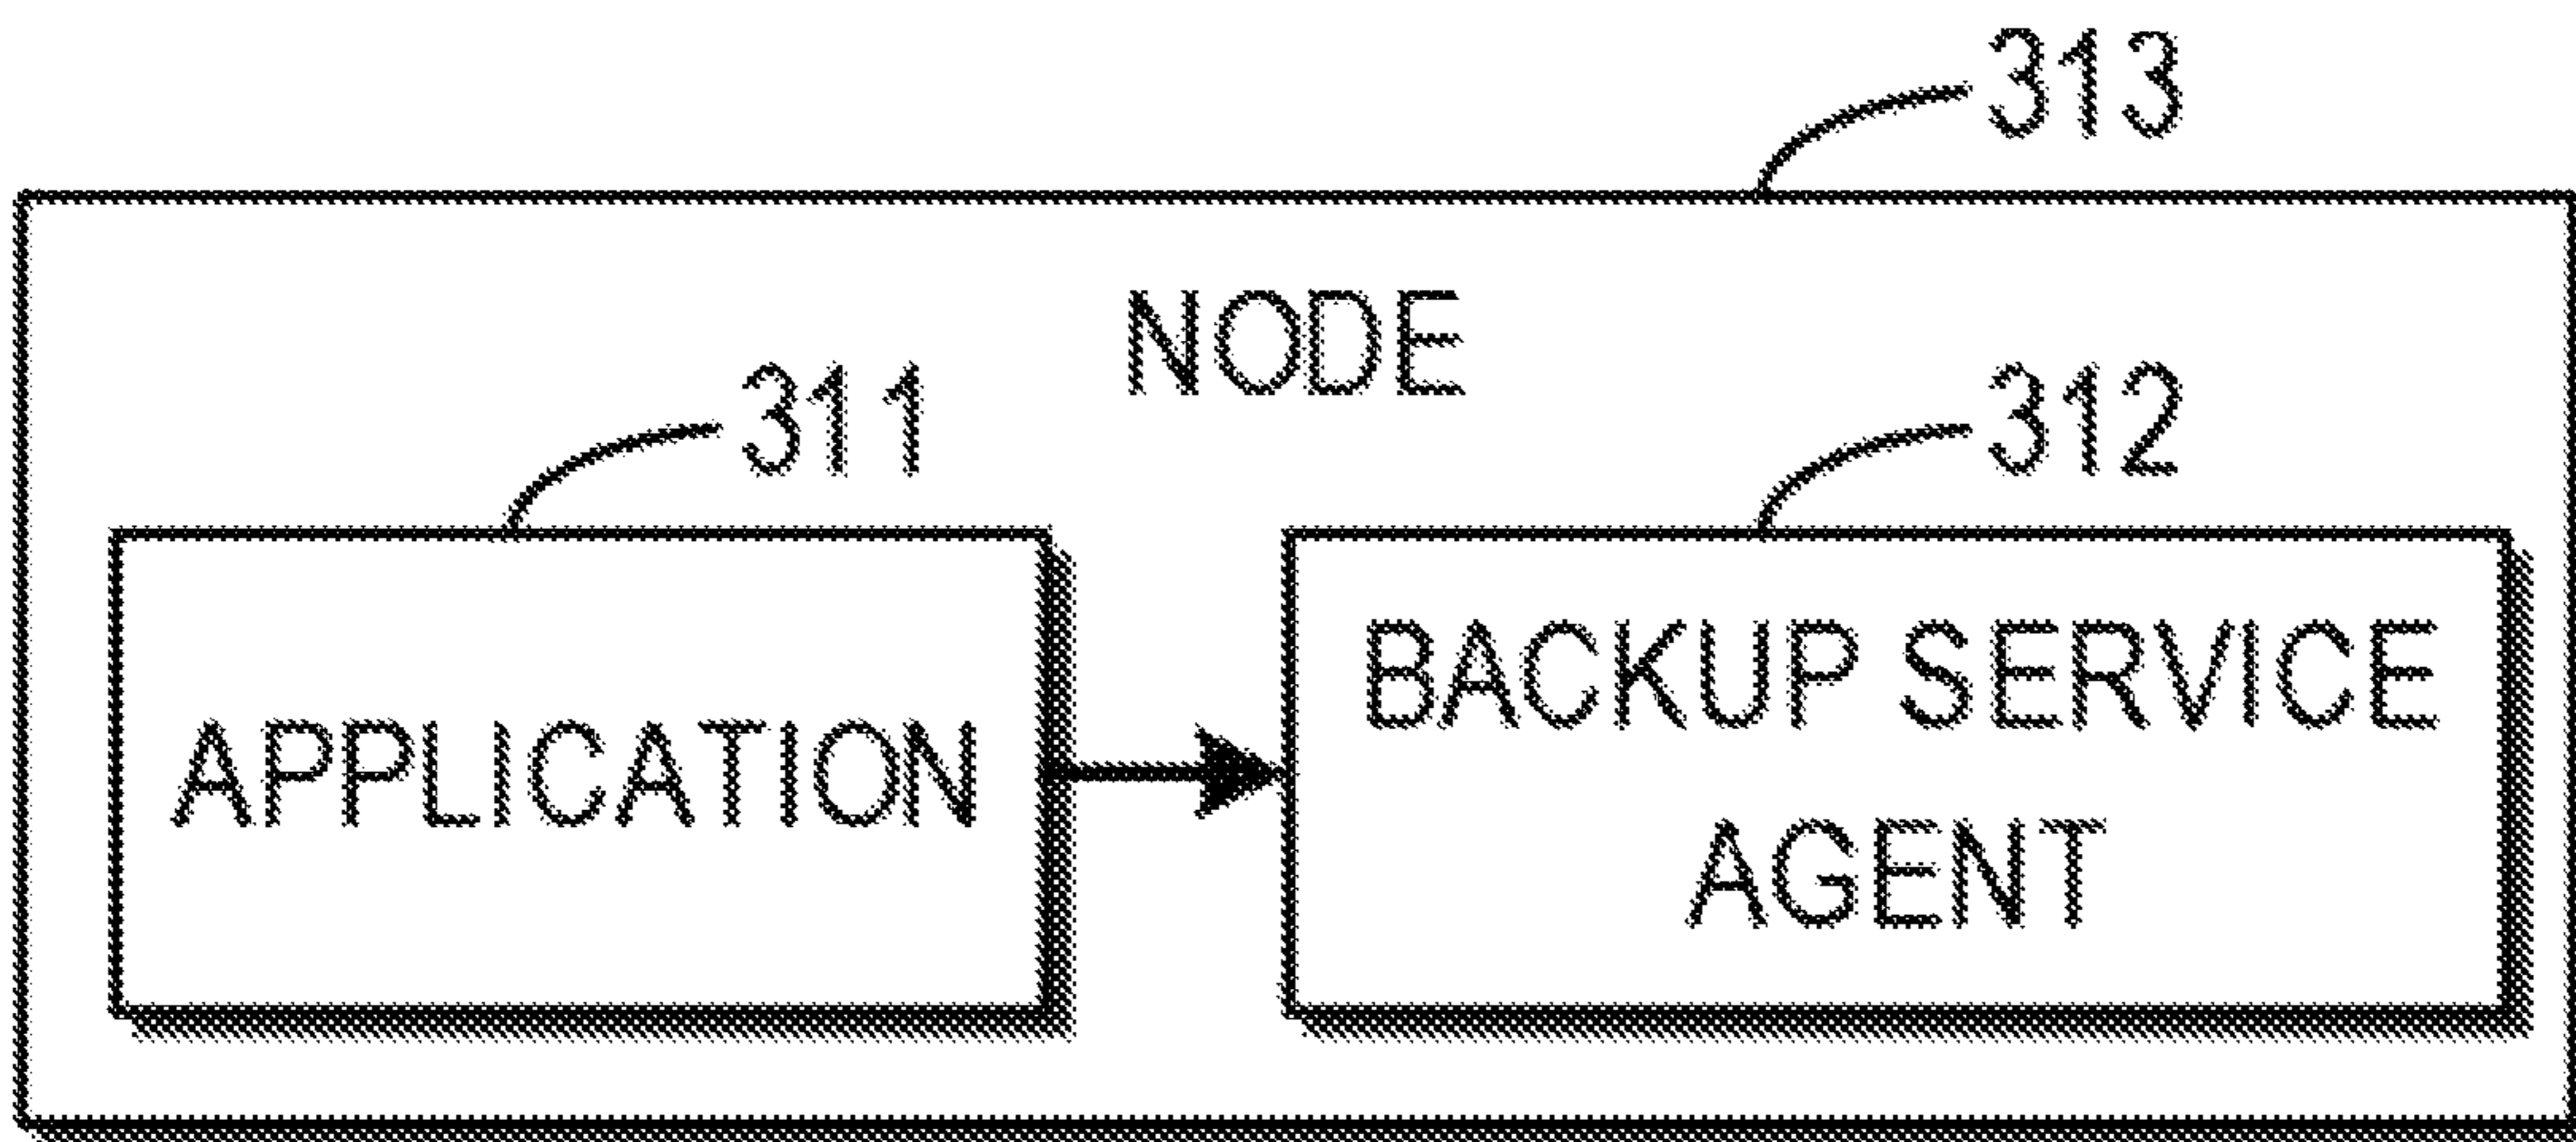 313
NODE
311
312
APPLICATION
BACKUP SERVICE
AGENT